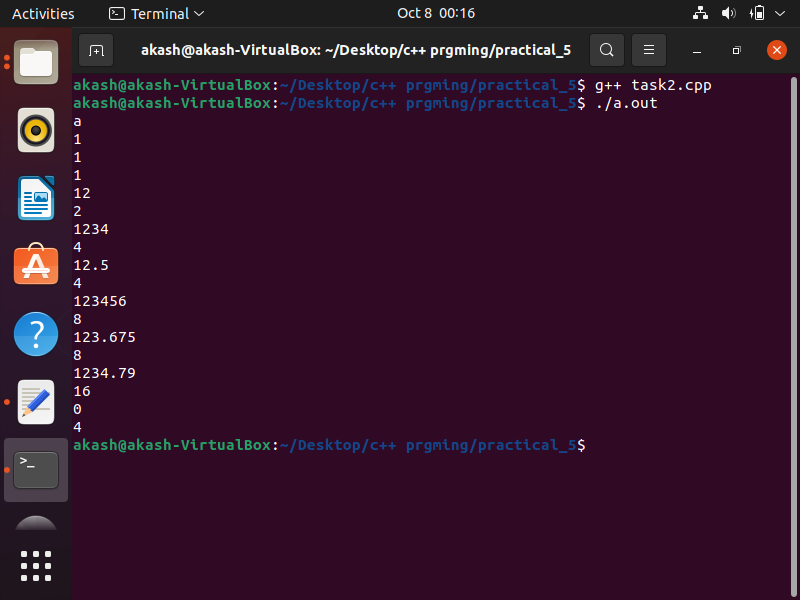 Activities
Terminal
Oct 8 00:16
akash@akash-VirtualBox: ~/Desktop/c++ prgming/practical_5
akash@akash-VirtualBox:~/Desktop/c++ prgming/practical_5$ g++ task2.cpp
akash@akash-VirtualBox:~/Desktop/c++ prgming/practical_5$ ./a.out
a
1
1
1
12
2
1234
4
12.5
4
123456
8
123.675
8
1234.79
16
0
4
akash@akash-VirtualBox:~/Desktop/c++ prgming/practical_5$